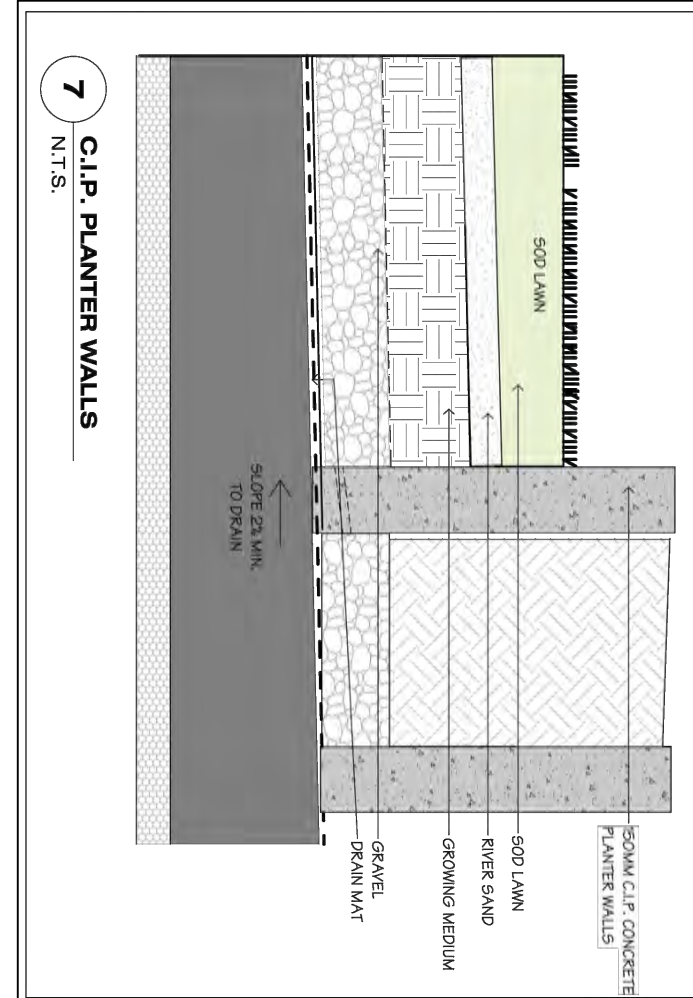 150MM C.I.P. CONCRETE
PLANTER WALLS
SOD LAWN
SOD LAWN
RIVER SAND
GROWING MEDIUM
GRAVEL
DRAIN MAT
SLOPE 2% MIN.
TO DRAIN
7
C.I.P. PLANTER WALLS
N.T.S.